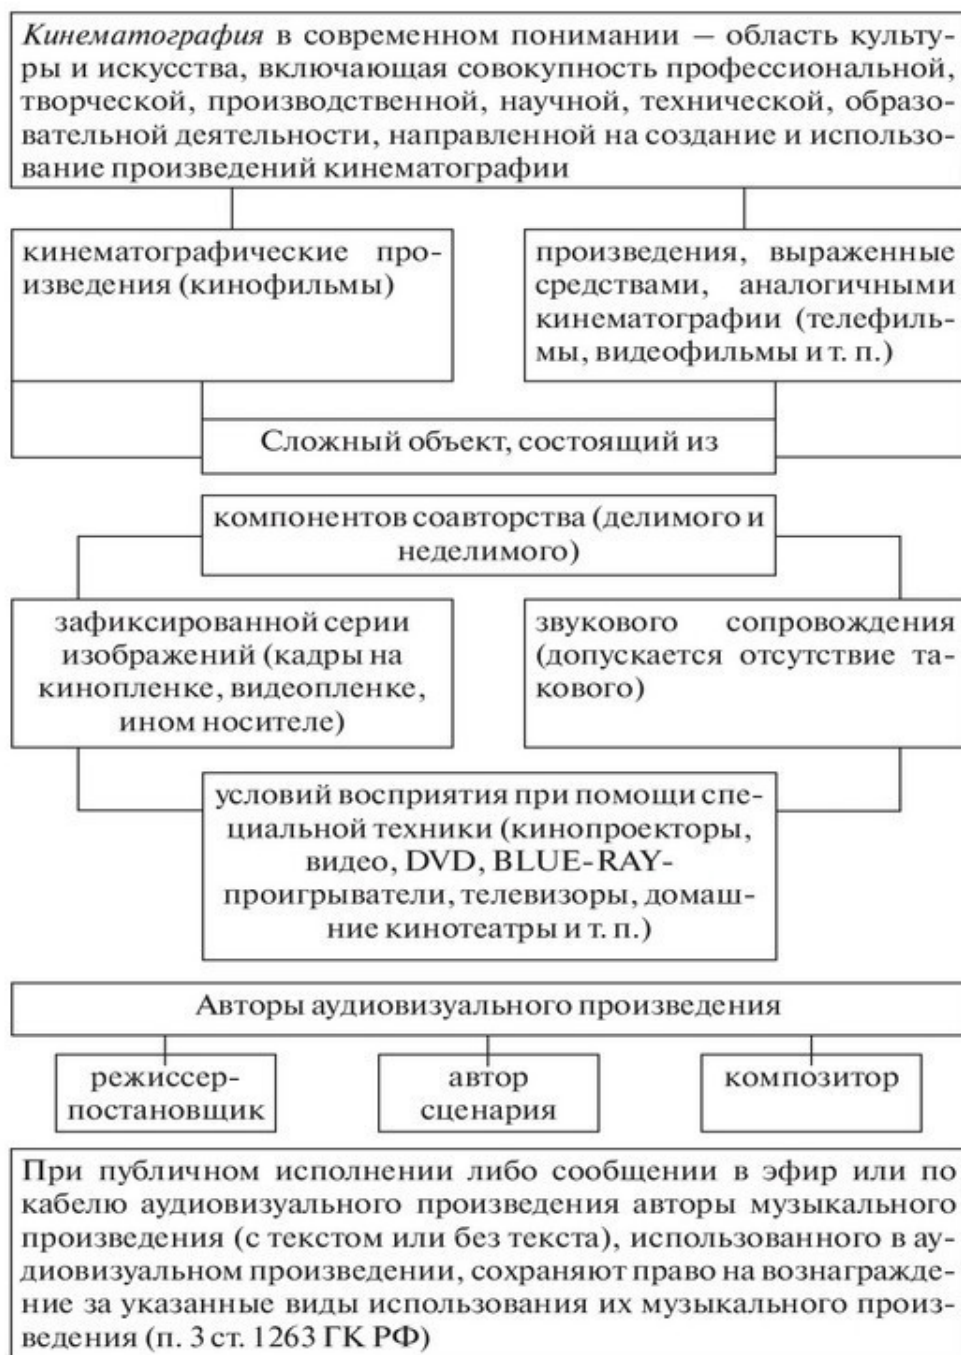 Кинематография в современном понимании – область культу-
ры и искусства, включающая совокупность профессиональной,
творческой, производственной, научной, технической, образо-
вательной деятельности, направленной на создание и использо-
вание произведений кинематографии
кинематографические про-
изведения (кинофильмы)
произведения, выраженные
средствами, аналогичными
кинематографии (телефиль-
мы, видеофильмы и т. п.)
Сложный объект, состоящий из
компонентов соавторства (делимого и
неделимого)
зафиксированной серии
изображений (кадры на
кинопленке, видеопленке,
ином носителе)
звукового сопровождения
(допускается отсутствие та-
кового)
условий восприятия при помощи спе-
циальной техники (кинопроекторы,
видео, DVD, BLUE-RAY-
проигрыватели, телевизоры, домаш-
ние кинотеатры и т. п.)
Авторы аудиовизуального произведения
режиссер-
постановщик
автор
сценария
композитор
При публичном исполнении либо сообщении в эфир или по
кабелю аудиовизуального произведения авторы музыкального
произведения (с текстом или без текста), использованного в ау-
диовизуальном произведении, сохраняют право на вознагражде-
ние за указанные виды использования их музыкального произ-
ведения (п. 3 ст. 1263 ГК РФ)